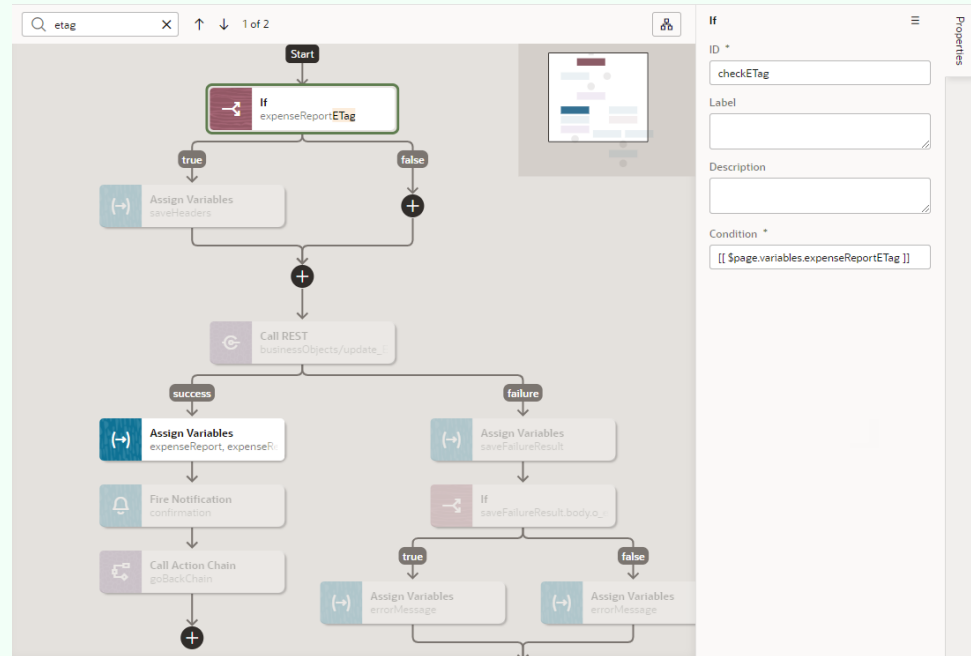 etag
1 of 2
Start
If
expenseReportETag
true
false
Assign Variables
saveHeaders
Call REST
businessObjects/update_
success
failure
Assign Variables
expenseReport, expenseR
Assign Variables
saveFailureResult
Fire Notification
confirmation
If
saveFailureResult.body.o_
Call Action Chain
goBackChain
true
false
Assign Variables
errorMessage
Assign Variables
errorMessage
If
Properties
ID *
checkETag
Label
Description
Condition *
[[ $page.variables.expenseReportETag ]]